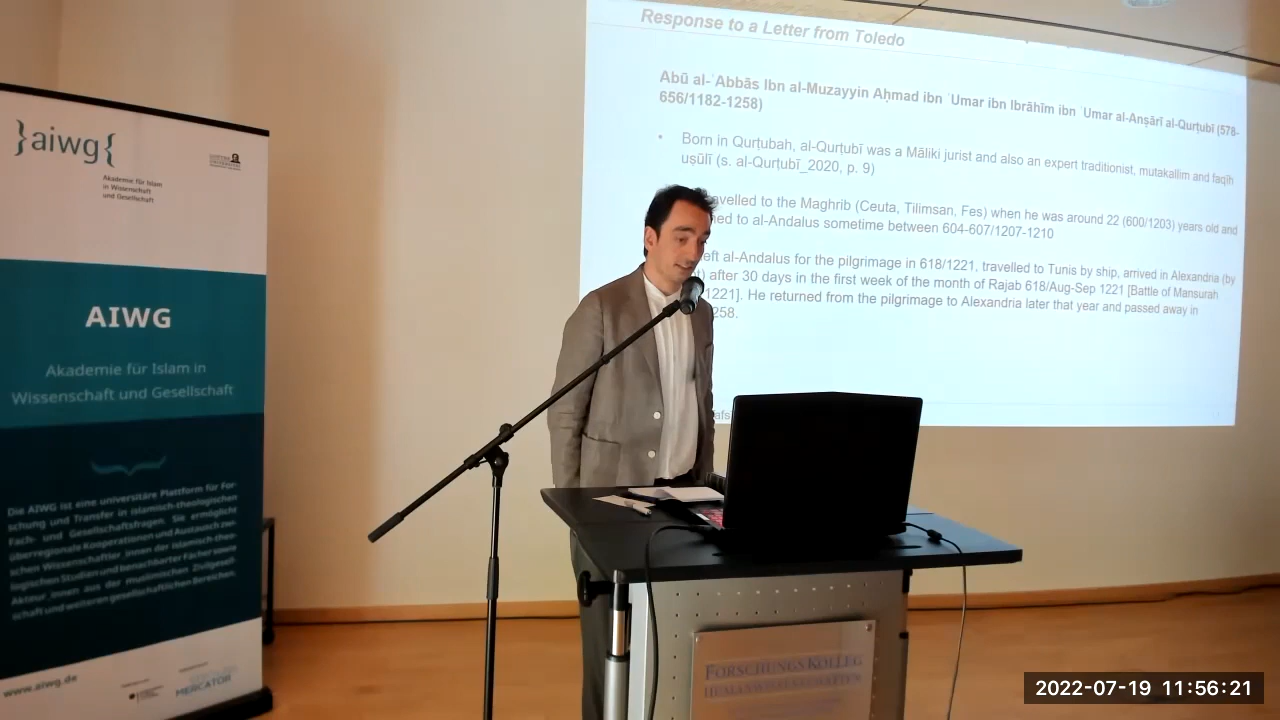 }aiwg{
Akademie für Islam
in Wissenschaft
und Gesellschaft
AIWG
Akademie für Islam in
Wissenschaft und Gesellschaft
Die AIWG ist eine universitäre Plattform für For-
schung und Transfer in islamisch-theologischen
Fach- und Gesellschaftsfragen. Sie ermöglicht
überregionale Kooperationen und Austausch zwi-
schen Wissenschaftler_innen der islamisch-theo-
logischen Studien und benachbarter Fächer sowie
Akteur_innen aus der muslimischen Zivilgesell-
schaft und weiteren gesellschaftlichen Bereichen.
www.aiwg.de
MERCATOR
Response to a Letter from Toledo
Abū al-ʿAbbās Ibn al-Muzayyin Aḥmad ibn ʿUmar ibn Ibrāhīm ibn ʿUmar al-Anṣārī al-Qurṭubī (578-
656/1182-1258)
• Born in Qurṭubah, al-Qurṭubī was a Māliki jurist and also an expert traditionist, mutakallim and faqīh
uṣūlī (s. al-Qurṭubī_2020, p. 9)
avelled to the Maghrib (Ceuta, Tilimsan, Fes) when he was around 22 (600/1203) years old and
ned to al-Andalus sometime between 604-607/1207-1210
eft al-Andalus for the pilgrimage in 618/1221, travelled to Tunis by ship, arrived in Alexandria (by
) after 30 days in the first week of the month of Rajab 618/Aug-Sep 1221 [Battle of Mansurah
1221]. He returned from the pilgrimage to Alexandria later that year and passed away in
258.
FORSCHUNGSKOLLEG
HUMANWISSENSCHAFTEN
2022-07-19 11:56:21